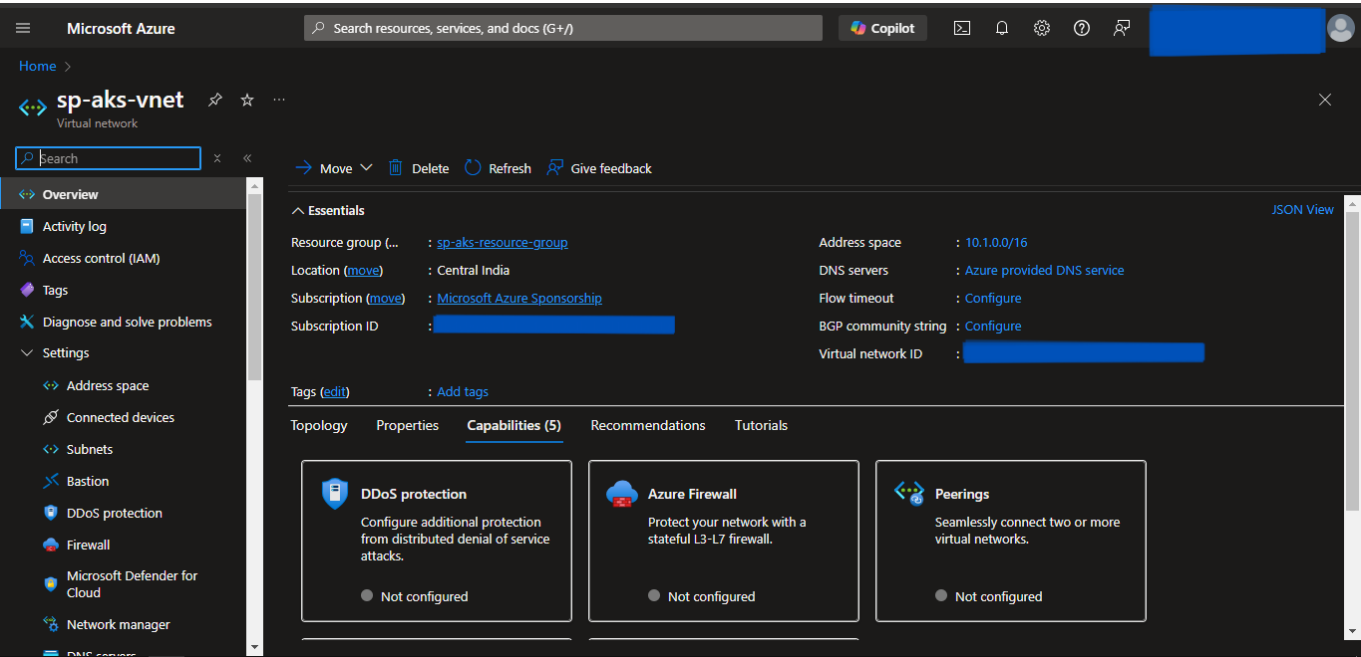 Microsoft Azure
Search resources, services, and docs (G+/)
Copilot
Home >
sp-aks-vnet
Virtual network
Search
Move
Delete
Refresh
Give feedback
Overview
Activity log
Access control (IAM)
Tags
Diagnose and solve problems
Settings
Address space
Connected devices
Subnets
Bastion
DDoS protection
Firewall
Microsoft Defender for
Cloud
Network manager
DNS servers
Essentials
JSON View
Resource group (... : sp-aks-resource-group
Location (move) : Central India
Subscription (move) : Microsoft Azure Sponsorship
Subscription ID :
Address space : 10.1.0.0/16
DNS servers : Azure provided DNS service
Flow timeout : Configure
BGP community string : Configure
Virtual network ID :
Tags (edit) : Add tags
Topology Properties Capabilities (5) Recommendations Tutorials
DDoS protection
Configure additional protection
from distributed denial of service
attacks.
Not configured
Azure Firewall
Protect your network with a
stateful L3-L7 firewall.
Not configured
Peerings
Seamlessly connect two or more
virtual networks.
Not configured